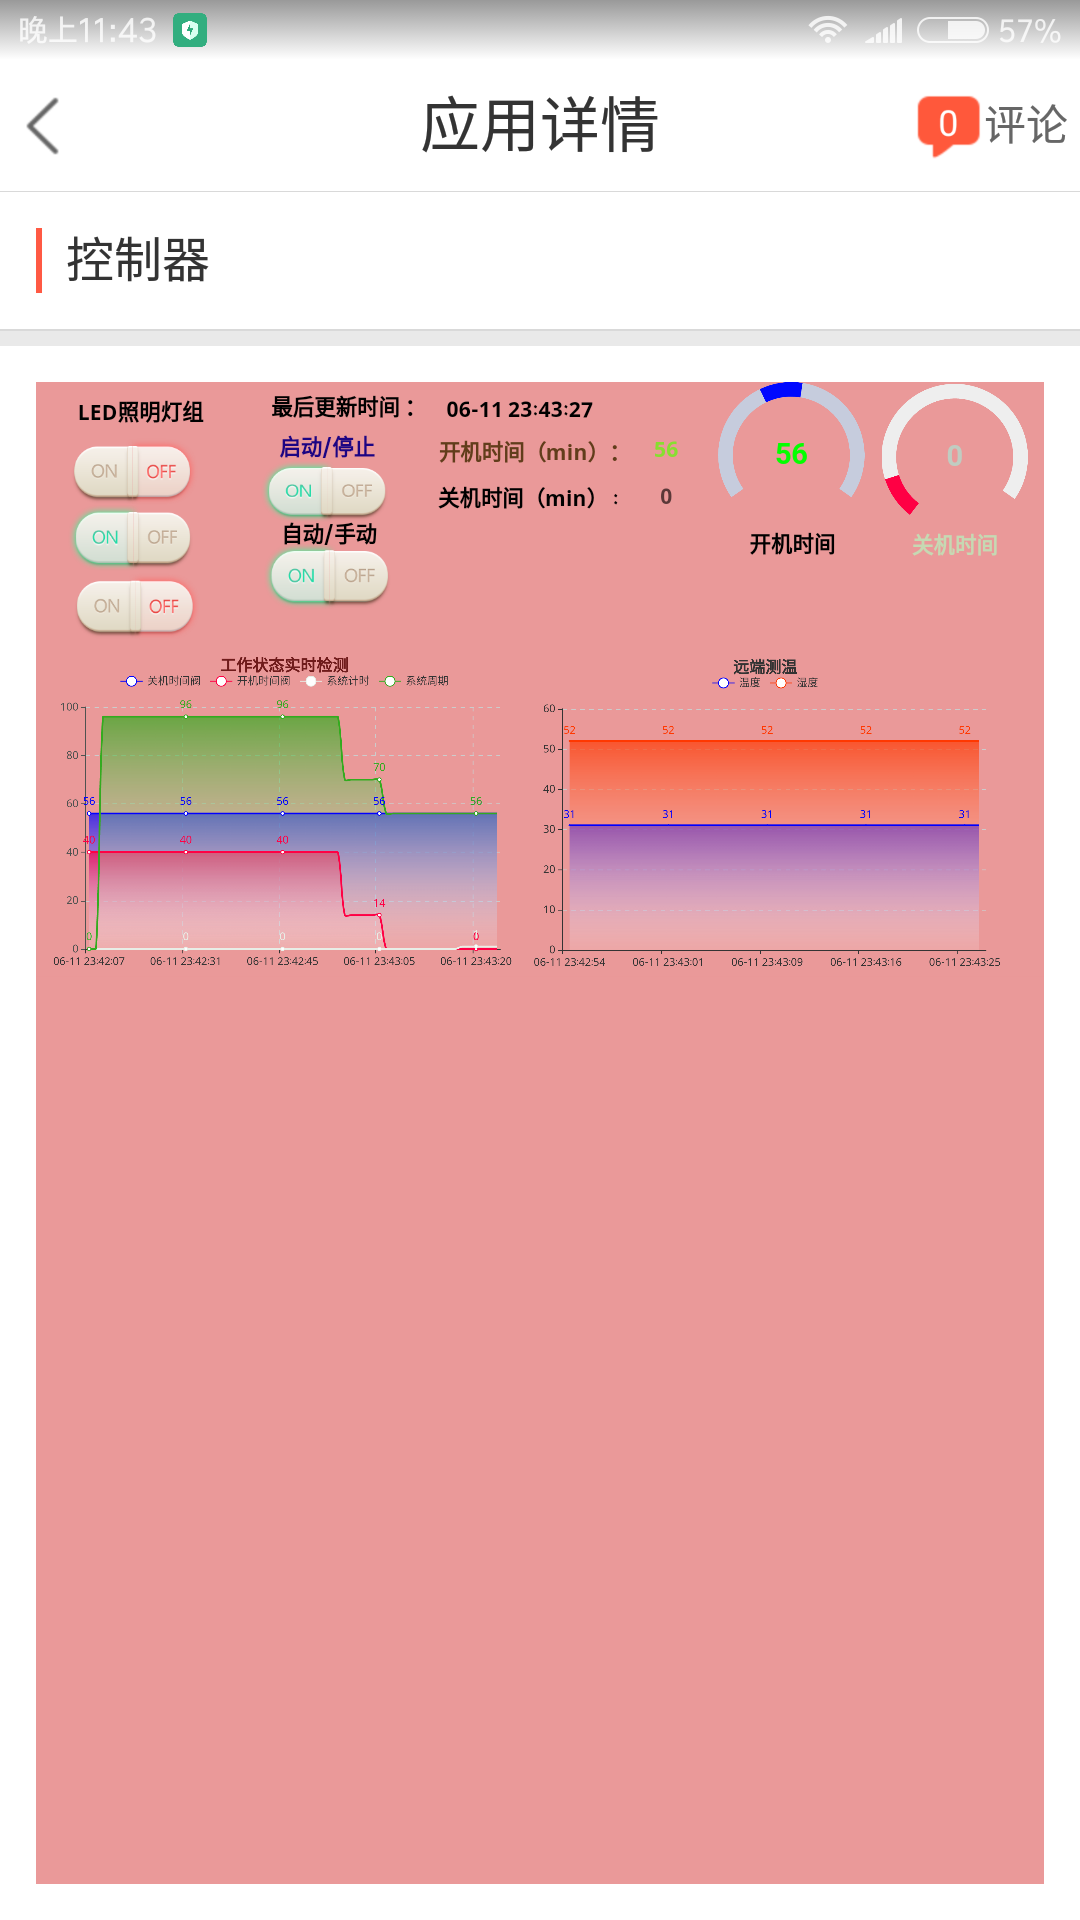 晚上11:43
57%
应用详情
0
评论
控制器
LED照明灯组
ON OFF
ON OFF
ON OFF
最后更新时间：
06-11 23:43:27
启动/停止
ON OFF
自动/手动
ON OFF
开机时间（min）：
56
关机时间（min）：
0
56
开机时间
0
关机时间
工作状态实时检测
关机时间阀 开机时间阀 系统计时 系统周期
100
80
60
40
20
0
96 96
70
56 56 56 56 56
40 40 40
14
0 0 0 0 0
06-11 23:42:07 06-11 23:42:31 06-11 23:42:45 06-11 23:43:05 06-11 23:43:20
远端测温
温度 湿度
60
50
40
30
20
10
0
52 52 52 52 52
31 31 31 31 31
06-11 23:42:54 06-11 23:43:01 06-11 23:43:09 06-11 23:43:16 06-11 23:43:25